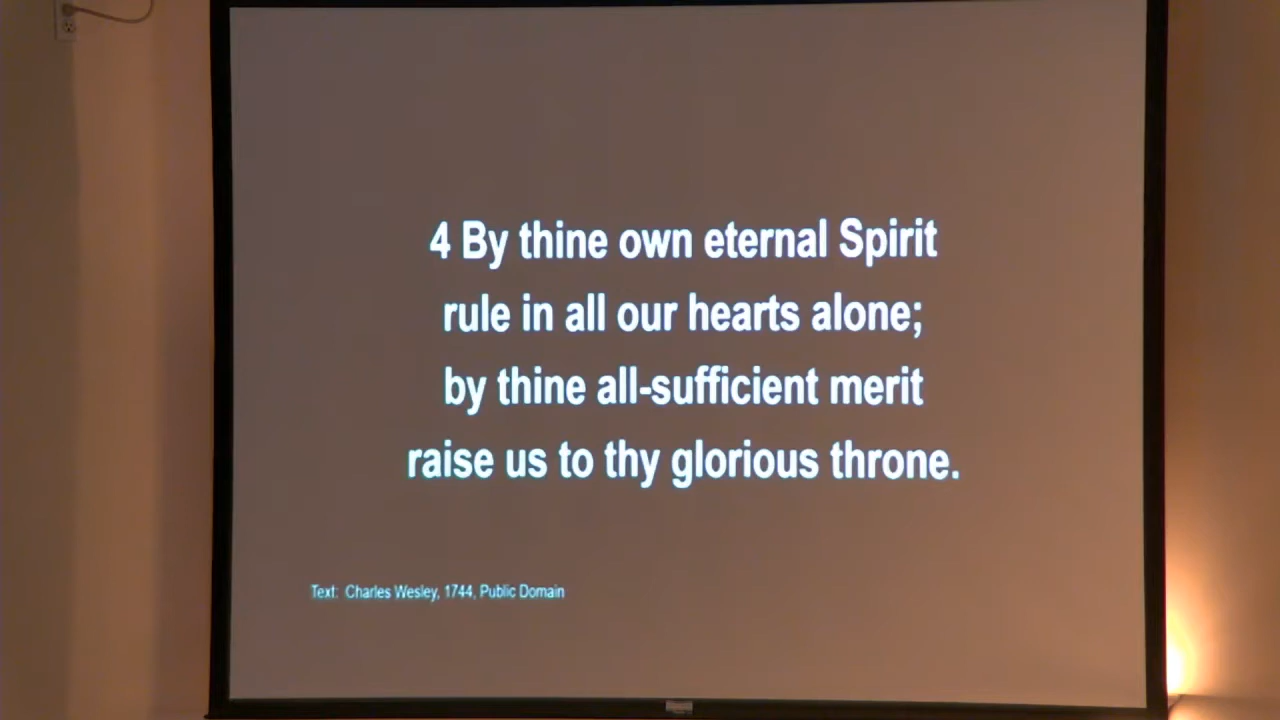 4 By thine own eternal Spirit
rule in all our hearts alone;
by thine all-sufficient merit
raise us to thy glorious throne.
Text: Charles Wesley, 1744, Public Domain